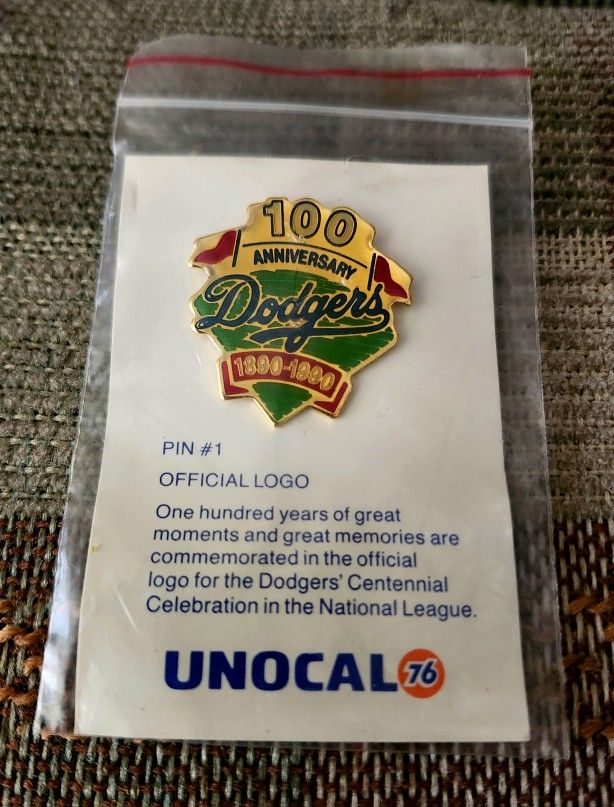 100
ANNIVERSARY
Dodgers
1890-1990
PIN #1
OFFICIAL LOGO
One hundred years of great
moments and great memories are
commemorated in the official
logo for the Dodgers' Centennial
Celebration in the National League.
UNOCAL 76